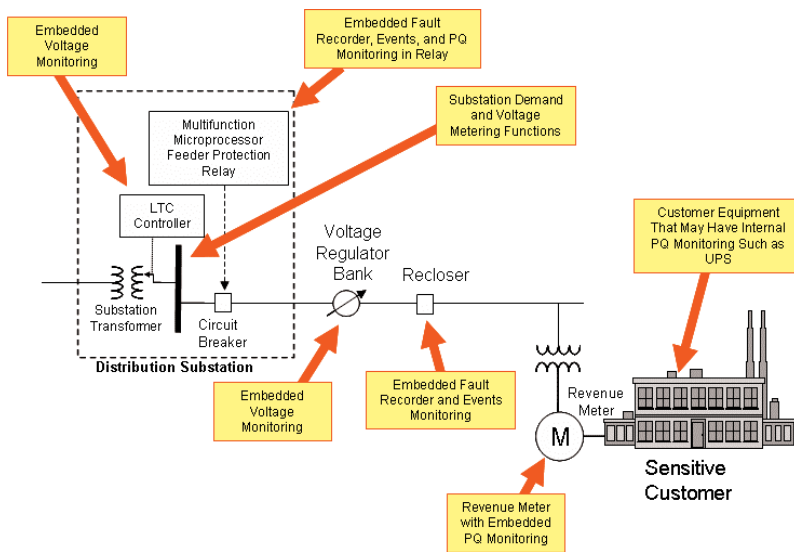 Embedded
Voltage
Monitoring
Embedded Fault
Recorder, Events, and PQ
Monitoring in Relay
Substation Demand
and Voltage
Metering Functions
Multifunction
Microprocessor
Feeder Protection
Relay
LTC
Controller
Customer Equipment
That May Have Internal
PQ Monitoring Such as
UPS
Voltage
Regulator
Bank
Recloser
Substation
Transformer
Circuit
Breaker
Distribution Substation
Embedded
Voltage
Monitoring
Embedded Fault
Recorder and Events
Monitoring
Revenue
Meter
M
Sensitive
Customer
Revenue Meter
with Embedded
PQ Monitoring